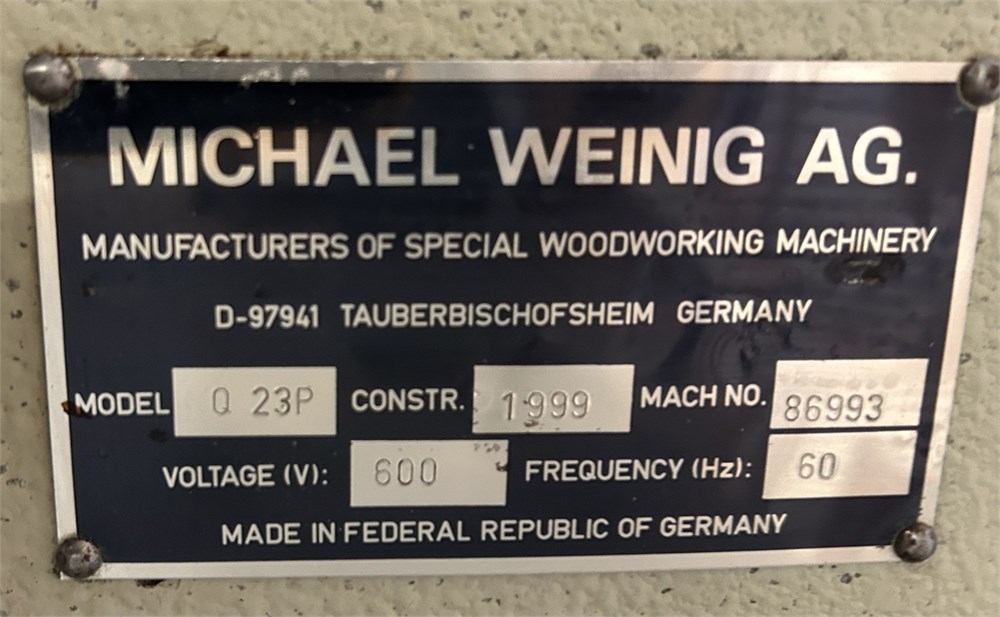 MICHAEL WEINIG AG.
MANUFACTURERS OF SPECIAL WOODWORKING MACHINERY
D-97941 TAUBERBISCHOFSHEIM GERMANY
MODEL Q 23P CONSTR. 1999 MACH NO. 86993
VOLTAGE (V): 600 FREQUENCY (Hz): 60
MADE IN FEDERAL REPUBLIC OF GERMANY